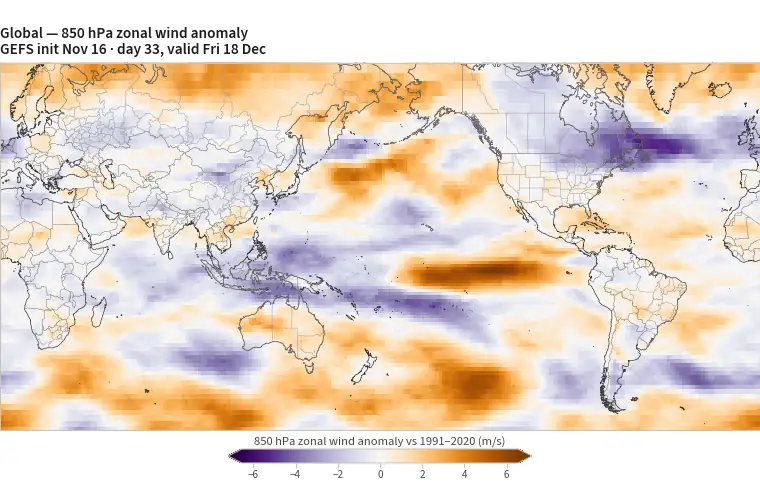 Global — 850 hPa zonal wind anomaly
GEFS init Nov 16 · day 33, valid Fri 18 Dec
850 hPa zonal wind anomaly vs 1991–2020 (m/s)
−6 −4 −2 0 2 4 6